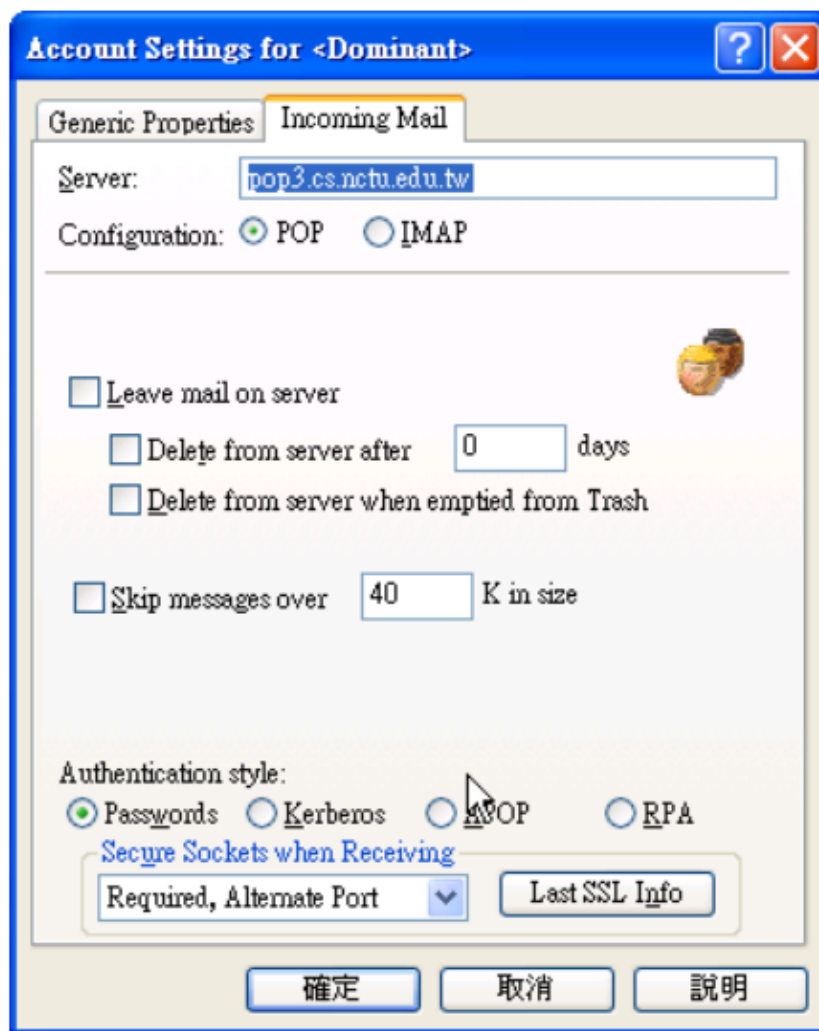 Account Settings for <Dominant>
Generic Properties Incoming Mail
Server: pop3.cs.nctu.edu.tw
Configuration: POP IMAP
Leave mail on server
Delete from server after 0 days
Delete from server when emptied from Trash
Skip messages over 40 K in size
Authentication style:
Passwords Kerberos RPA
Secure Sockets when Receiving
Required, Alternate Port Last SSL Info
確定 取消 說明